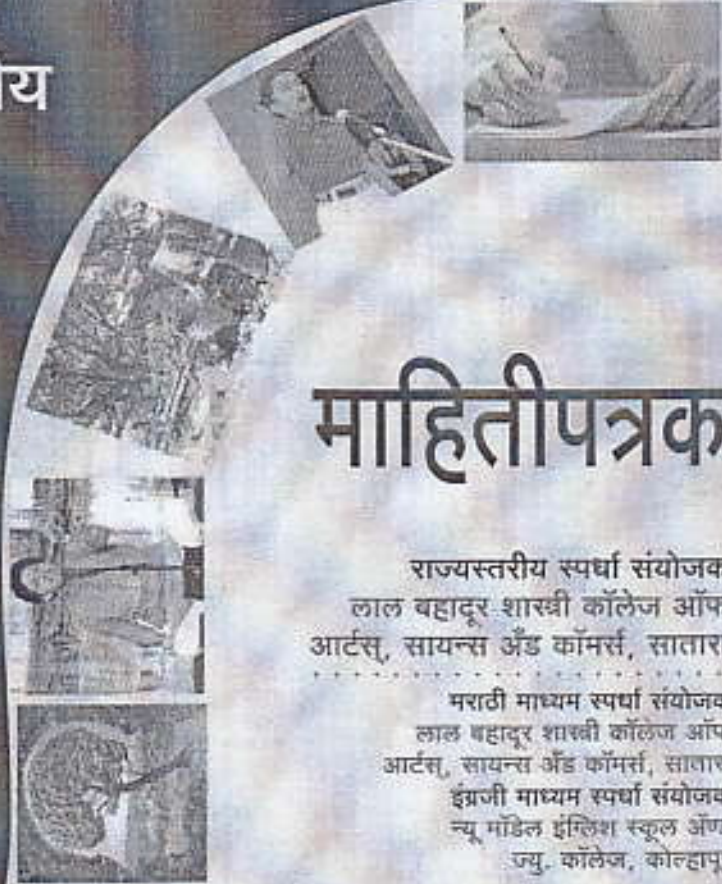 ीय
माहितीपत्रक
राज्यस्तरीय स्पर्धा संयोजक
लाल बहादूर शास्त्री कॉलेज ऑफ
आर्टस्, सायन्स अँड कॉमर्स, सातार
मराठी माध्यम स्पर्धा संयोजक
लाल बहादूर शास्त्री कॉलेज ऑफ
आर्टस्, सायन्स अँड कॉमर्स, सातार
इंग्रजी माध्यम स्पर्धा संयोजक
न्यू मॉडेल इंग्लिश स्कूल अॅण्ड
ज्यु. कॉलेज, कोल्हापू